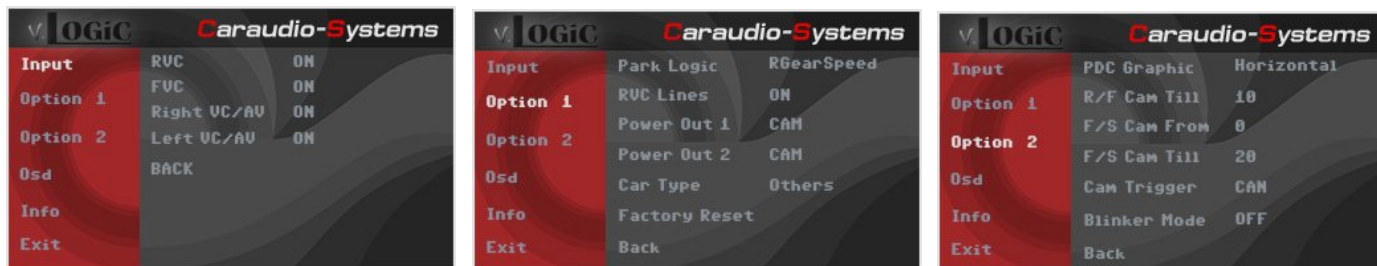 v.LOGiC Caraudio-Systems
Input RVC ON
FVC ON
Option 1
Right VC/AV ON
Option 2 Left VC/AV ON
Osd BACK
Info
Exit
v.LOGiC Caraudio-Systems
Input Park Logic RGearSpeed
Option 1 RVC Lines ON
Power Out 1 CAM
Option 2
Power Out 2 CAM
Osd Car Type Others
Info Factory Reset
Exit Back
v.LOGiC Caraudio-Systems
Input PDC Graphic Horizontal
Option 1 R/F Cam Till 10
F/S Cam From 0
Option 2
F/S Cam Till 20
Osd Cam Trigger CAN
Info Blinker Mode OFF
Exit Back